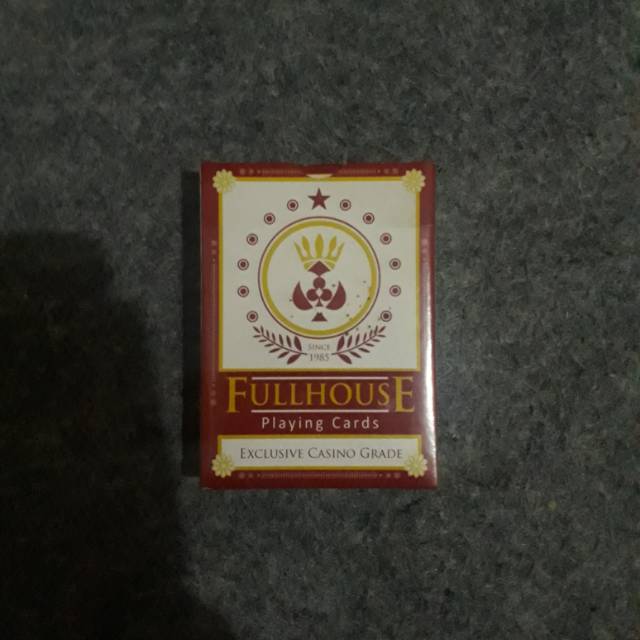 SINCE
1985
FULLHOUSE
Playing Cards
EXCLUSIVE CASINO GRADE